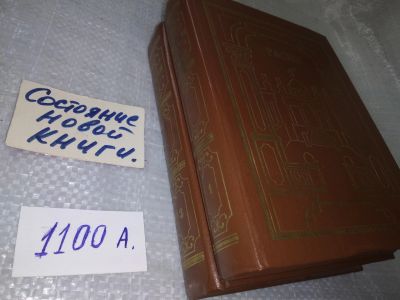 Состояние
новой
книги.
1100 А.